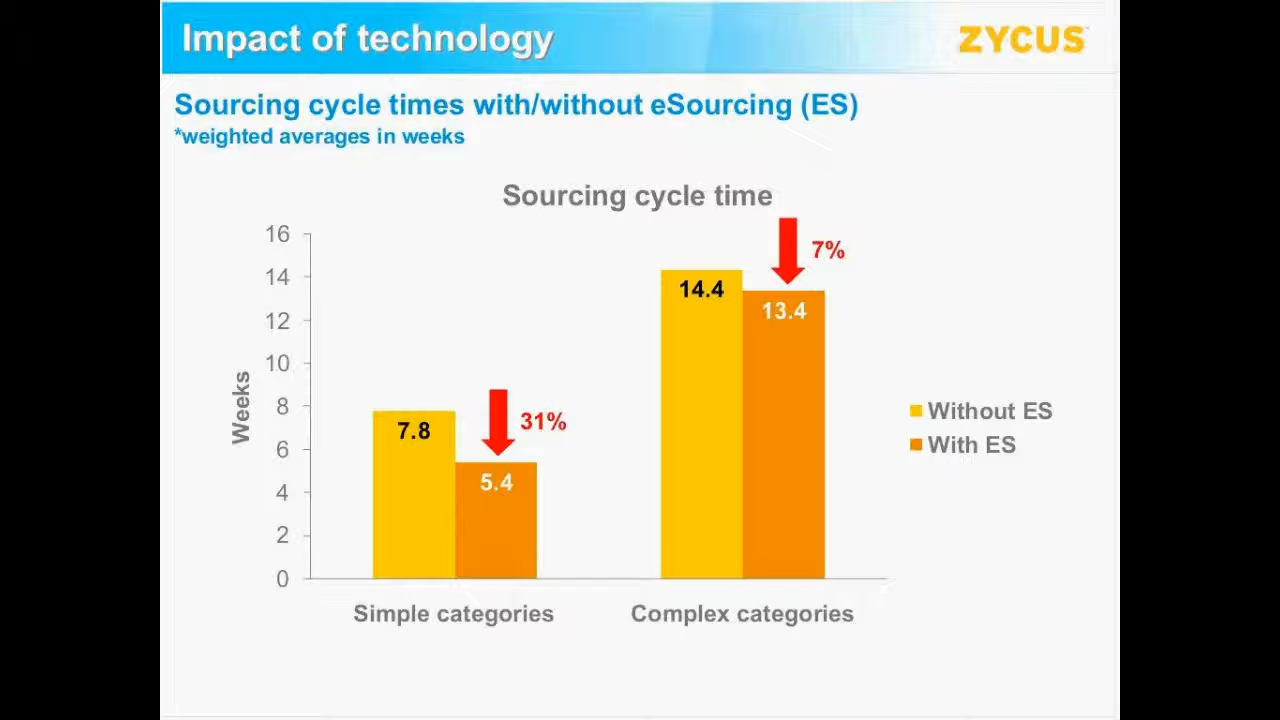 Impact of technology
ZYCUS
Sourcing cycle times with/without eSourcing (ES)
*weighted averages in weeks
Sourcing cycle time
16
14
12
10
8
6
4
2
0
Weeks
7.8
5.4
31%
14.4
13.4
7%
Without ES
With ES
Simple categories
Complex categories